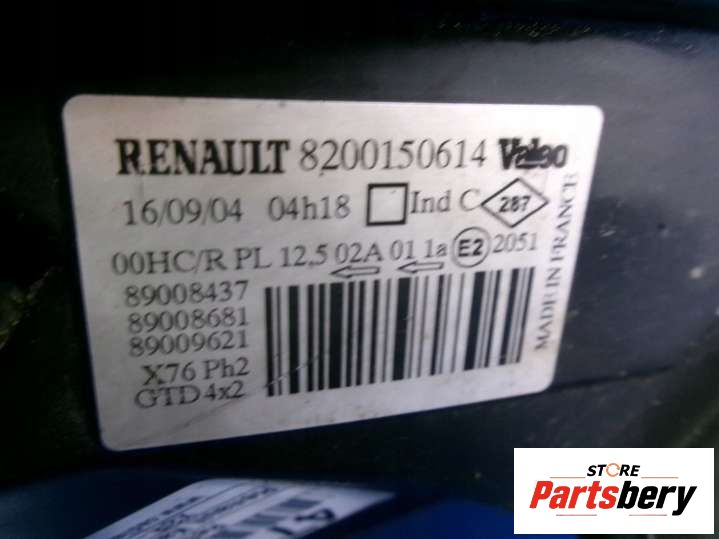 RENAULT 8200150614 Valeo
16/09/04 04h18 Ind C 287
00HC/R PL 12,5 02A 01 1a E2 2051
89008437
89008681
89009621
X76 Ph2
GTD 4x2
MADE IN FRANCE
STORE
Partsbery